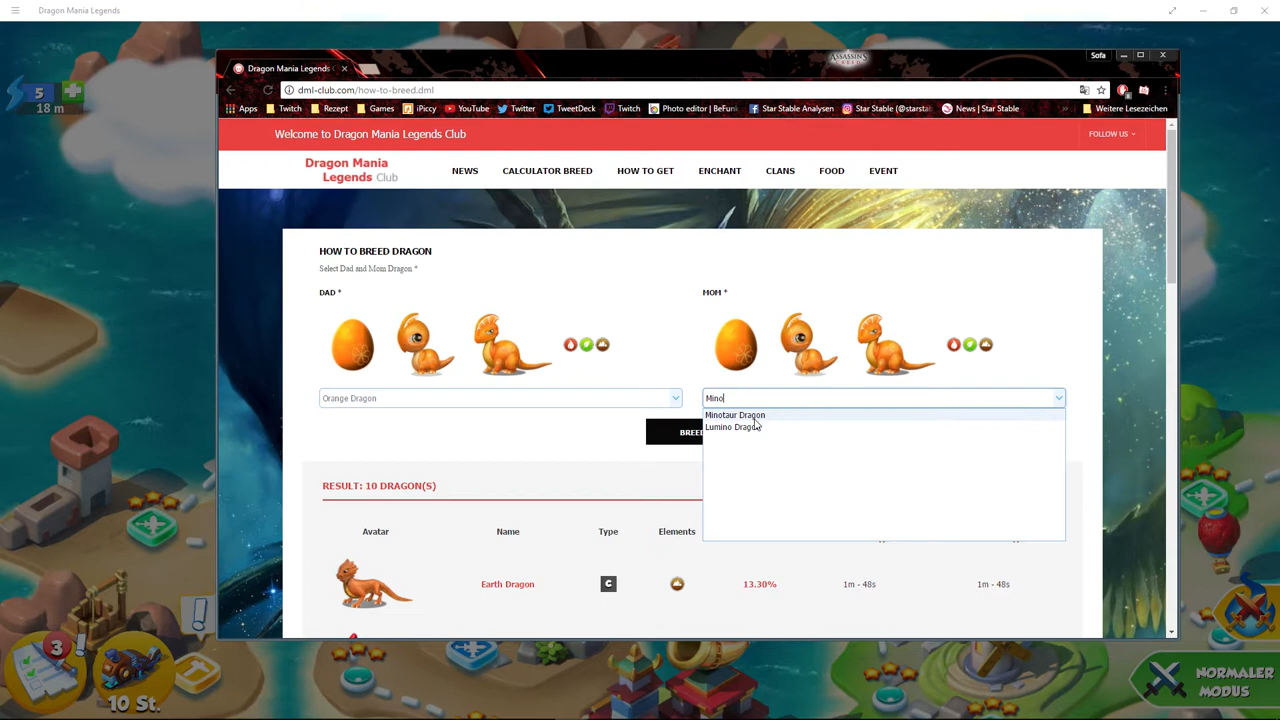 Dragon Mania Legends
5
18 m
Sofa
Dragon Mania Legends
dml-club.com/how-to-breed.dml
Apps Twitch Rezept Games iPiccy YouTube Twitter TweetDeck Twitch Photo editor | BeFun Star Stable Analysen Star Stable (@starsta News | Star Stable Weitere Lesezeichen
Welcome to Dragon Mania Legends Club
FOLLOW US
Dragon Mania
Legends Club
NEWS CALCULATOR BREED HOW TO GET ENCHANT CLANS FOOD EVENT
HOW TO BREED DRAGON
Select Dad and Mom Dragon *
DAD * MOM *
Orange Dragon Mino
Minotaur Dragon
Lumino Dragon
BREED
RESULT: 10 DRAGON(S)
Avatar Name Type Elements
Earth Dragon C 13.30% 1m - 48s 1m - 48s
3
10 St.
NORMALER
MODUS